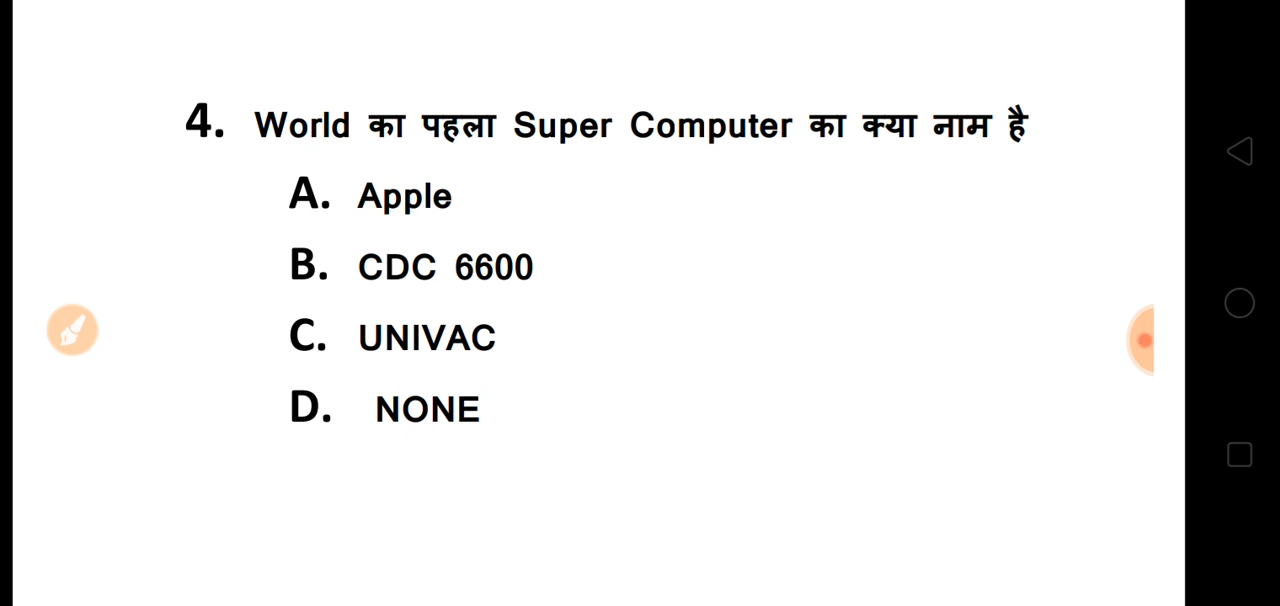 4. World का पहला Super Computer का क्या नाम है
A. Apple
B. CDC 6600
C. UNIVAC
D. NONE